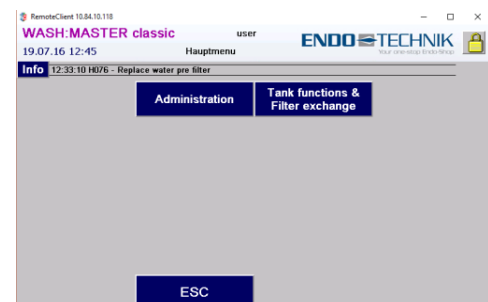 RemoteClient 10.84.10.118
WASH:MASTER classic user
19.07.16 12:45 Hauptmenu
ENDO TECHNIK
Your one-stop Endo-Shop
Info 12:33:10 H076 - Replace water pre filter
Administration
Tank functions &
Filter exchange
ESC